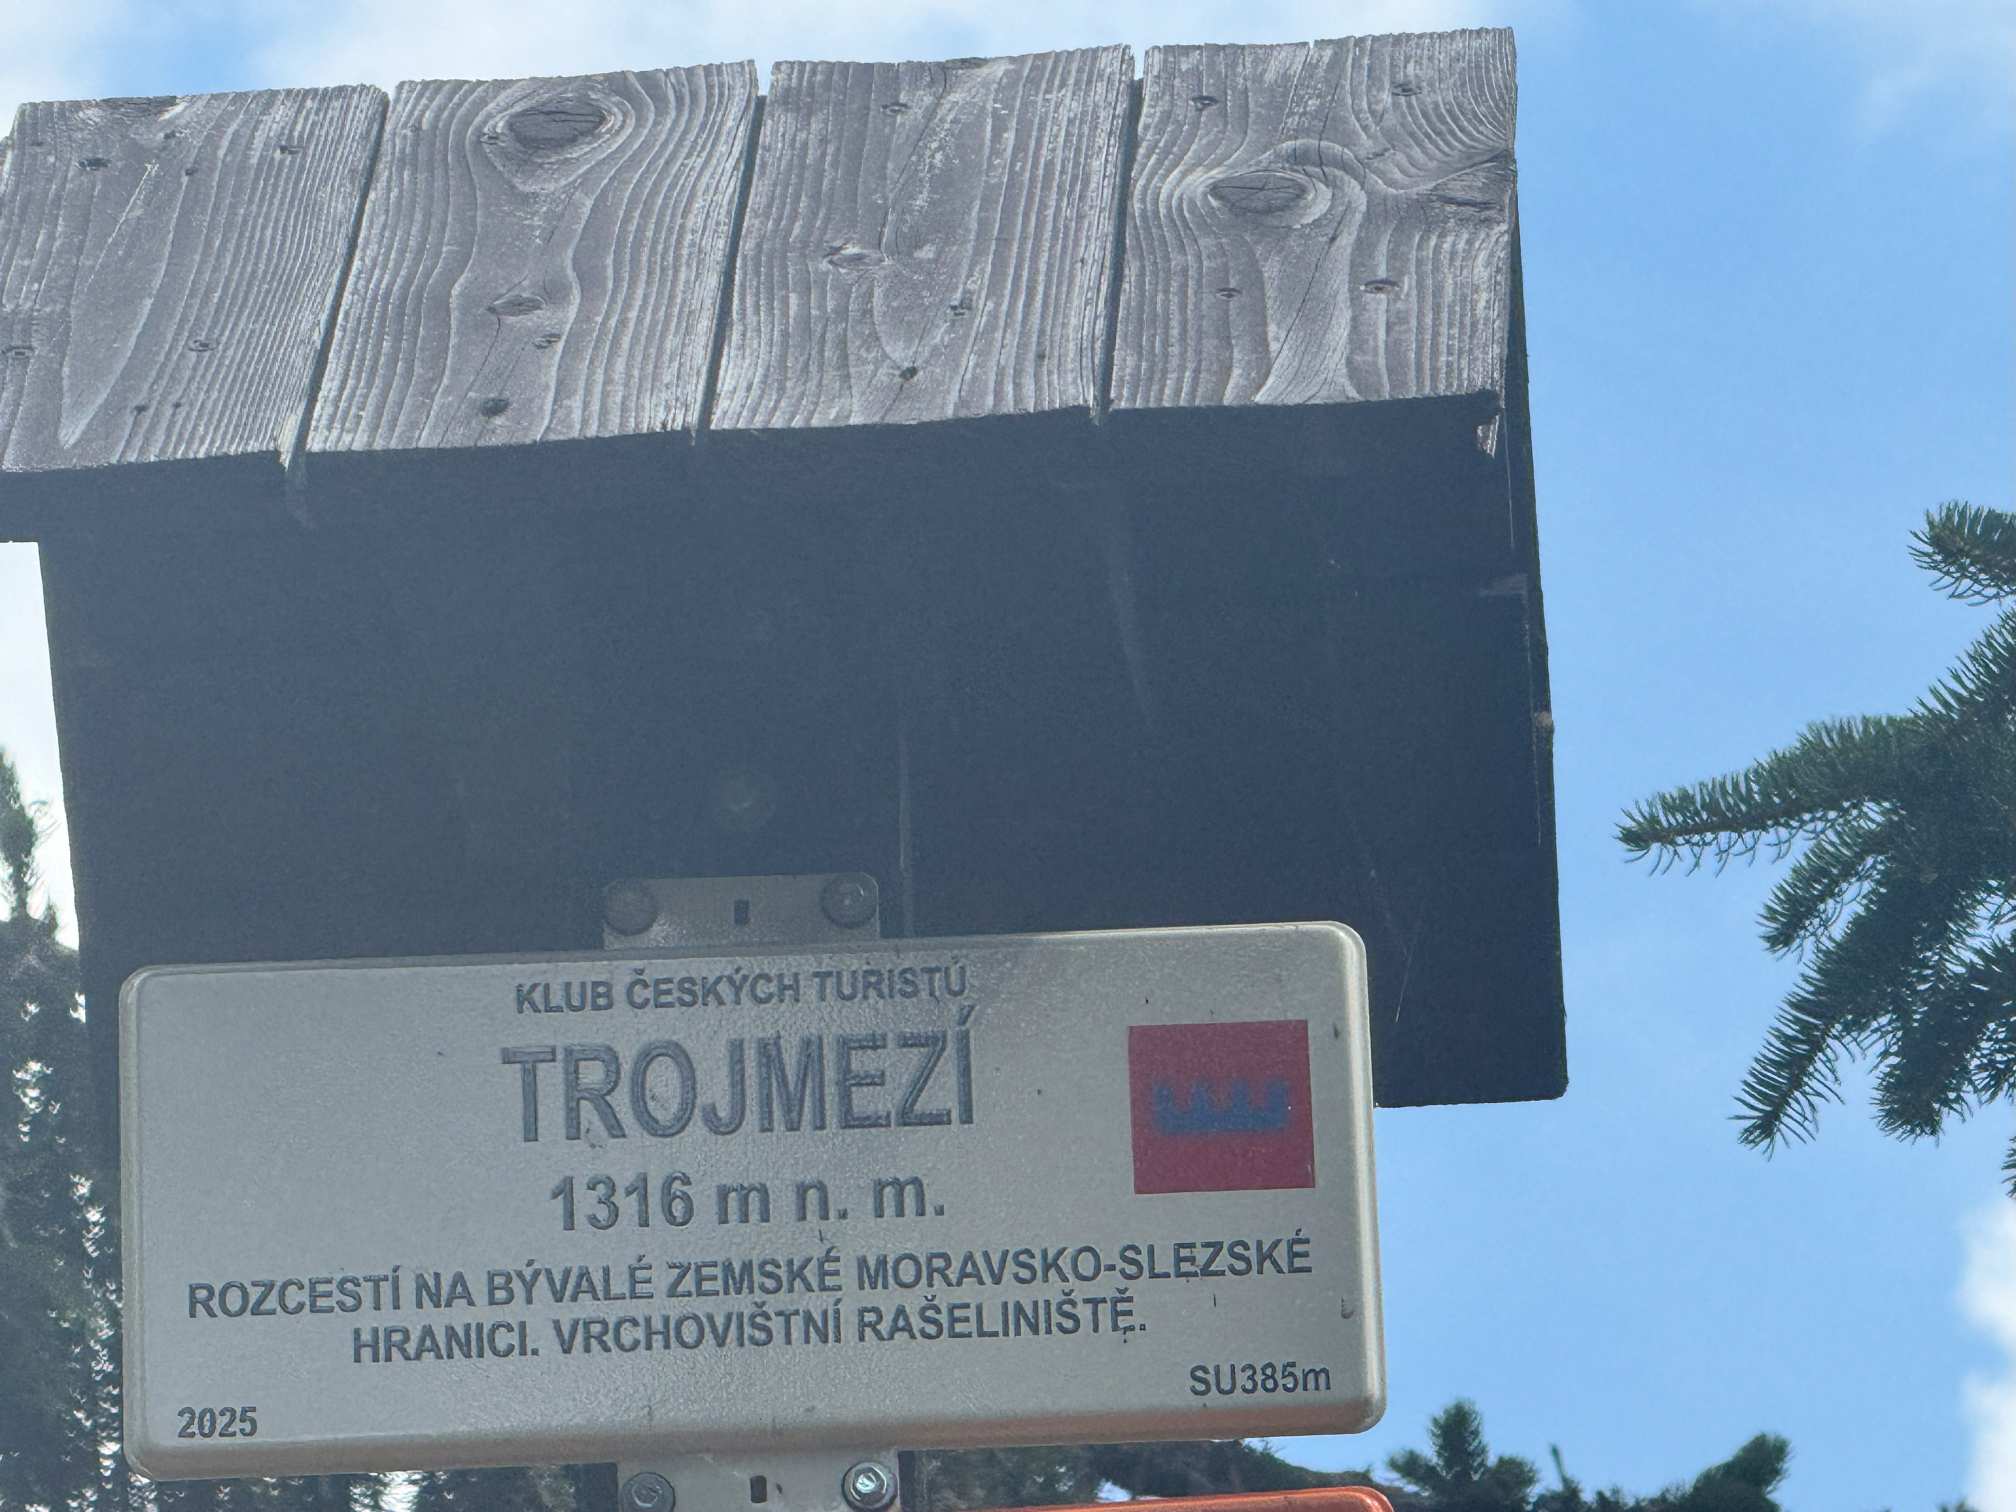 KLUB ČESKÝCH TURISTŮ
TROJMEZÍ
1316 m n. m.
ROZCESTÍ NA BÝVALÉ ZEMSKÉ MORAVSKO-SLEZSKÉ
HRANICI. VRCHOVIŠTNÍ RAŠELINIŠTĚ.
SU385m
2025